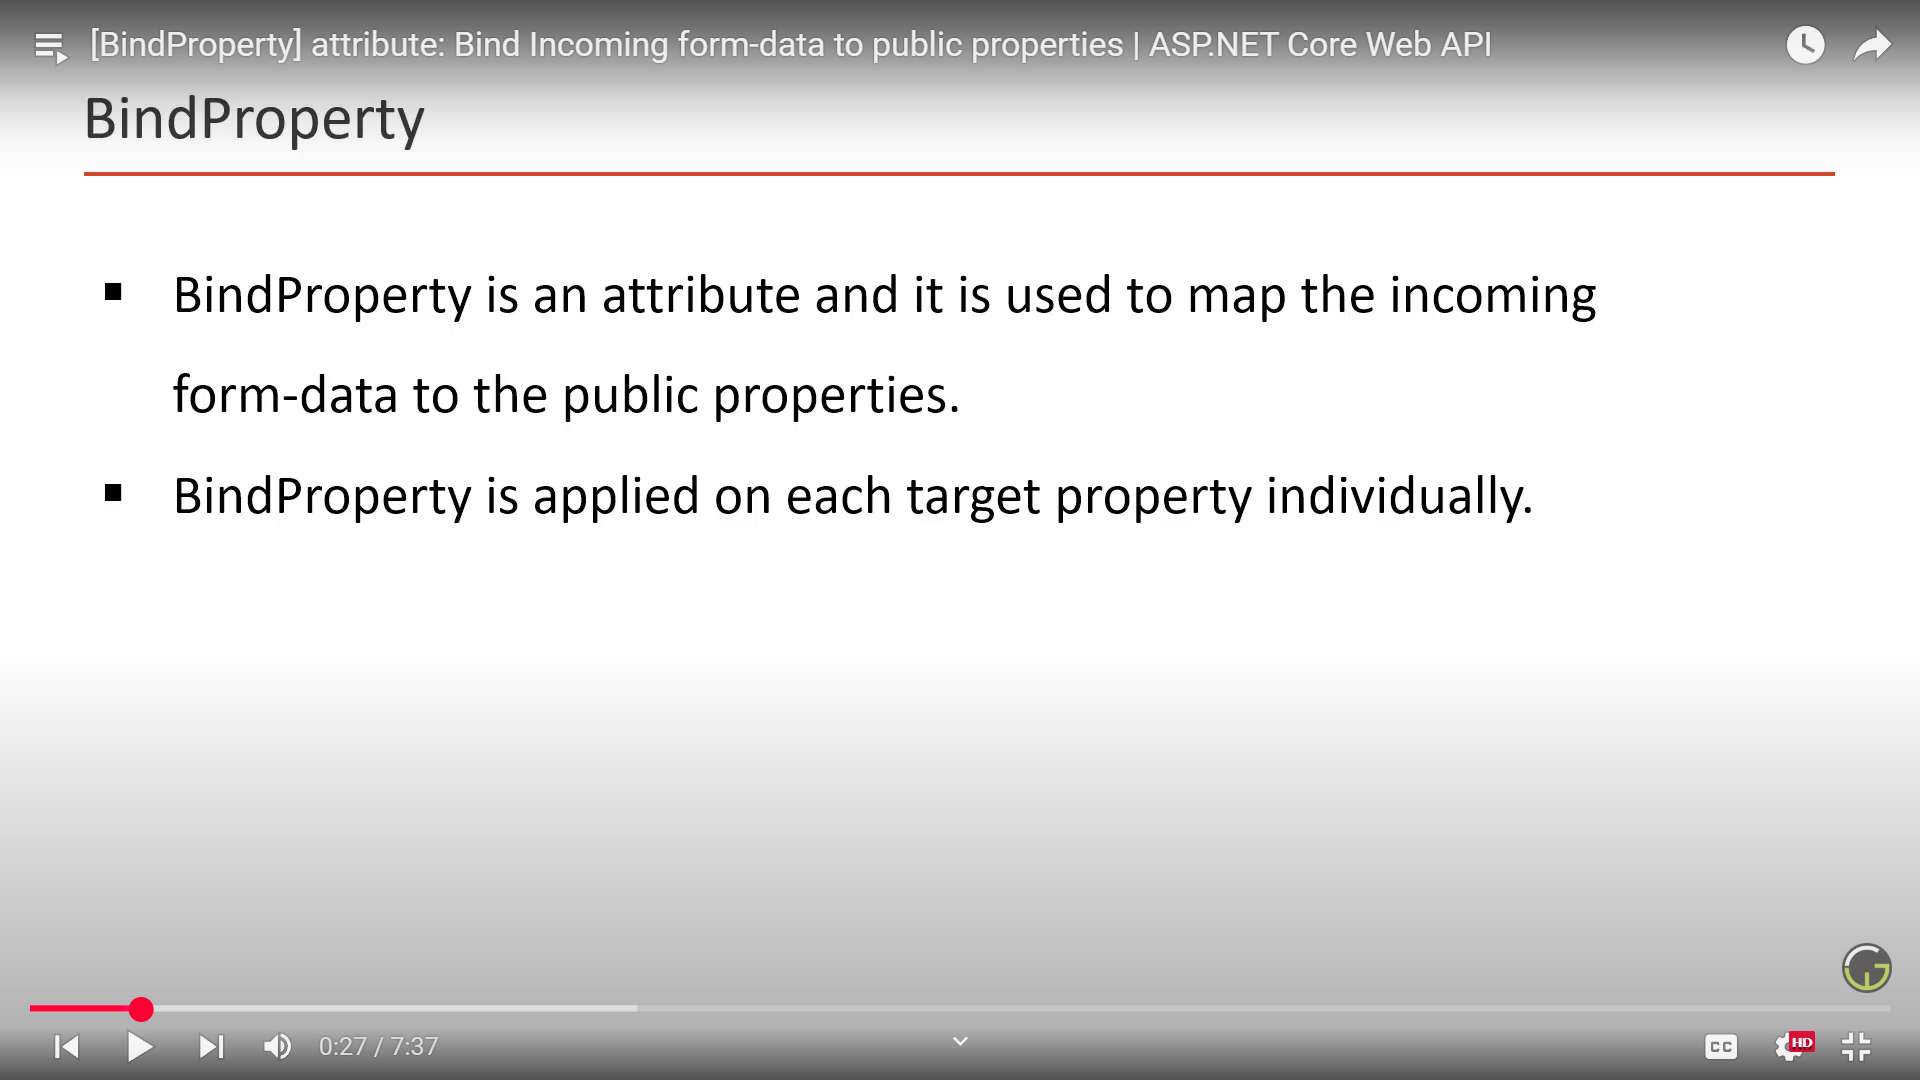 [BindProperty] attribute: Bind Incoming form-data to public properties | ASP.NET Core Web API
BindProperty
▪ BindProperty is an attribute and it is used to map the incoming
form-data to the public properties.
▪ BindProperty is applied on each target property individually.
0:27 / 7:37
CC
HD